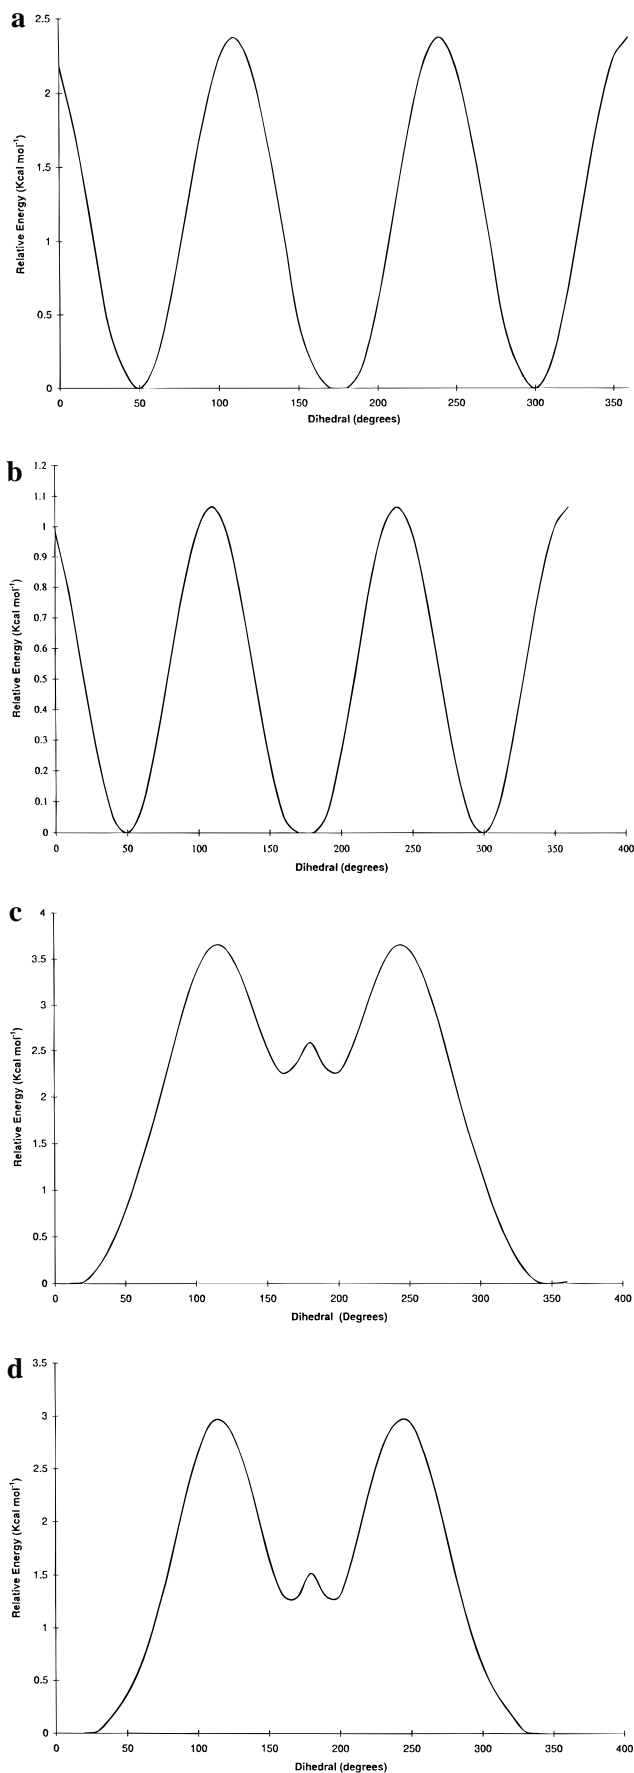 a
2.5
2
1.5
1
0.5
0
Relative Energy (Kcal mol-1)
0 50 100 150 200 250 300 350
Dihedral (degrees)
b
1.2
1.1
1
0.9
0.8
0.7
0.6
0.5
0.4
0.3
0.2
0.1
0
Relative Energy (Kcal mol-1)
0 50 100 150 200 250 300 350 400
Dihedral (degrees)
c
4
3.5
3
2.5
2
1.5
1
0.5
0
Relative Energy (Kcal mol-1)
0 50 100 150 200 250 300 350 400
Dihedral (Degrees)
d
3.5
3
2.5
2
1.5
1
0.5
0
Relative Energy (Kcal mol-1)
0 50 100 150 200 250 300 350 400
Dihedral (degrees)